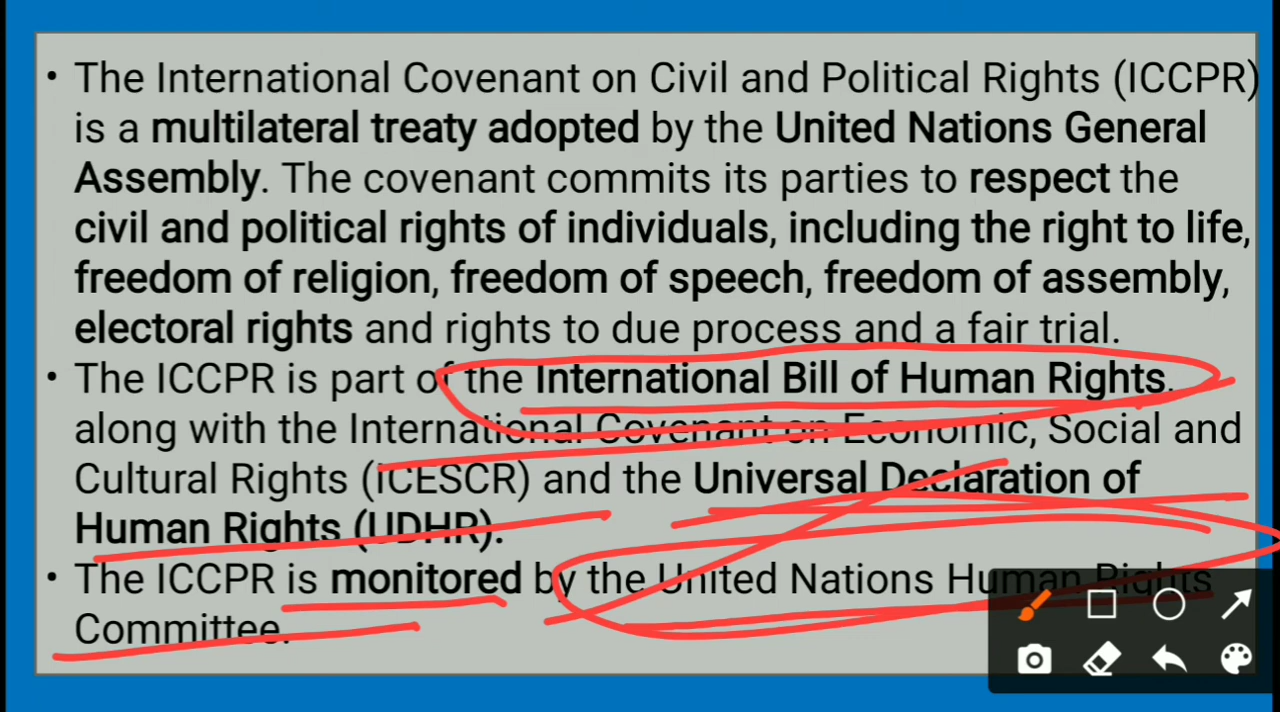 • The International Covenant on Civil and Political Rights (ICCPR)
is a multilateral treaty adopted by the United Nations General
Assembly. The covenant commits its parties to respect the
civil and political rights of individuals, including the right to life,
freedom of religion, freedom of speech, freedom of assembly,
electoral rights and rights to due process and a fair trial.
• The ICCPR is part of the International Bill of Human Rights,
along with the International Covenant on Economic, Social and
Cultural Rights (ICESCR) and the Universal Declaration of
Human Rights (UDHR).
• The ICCPR is monitored by the United Nations Human Rights
Committee.